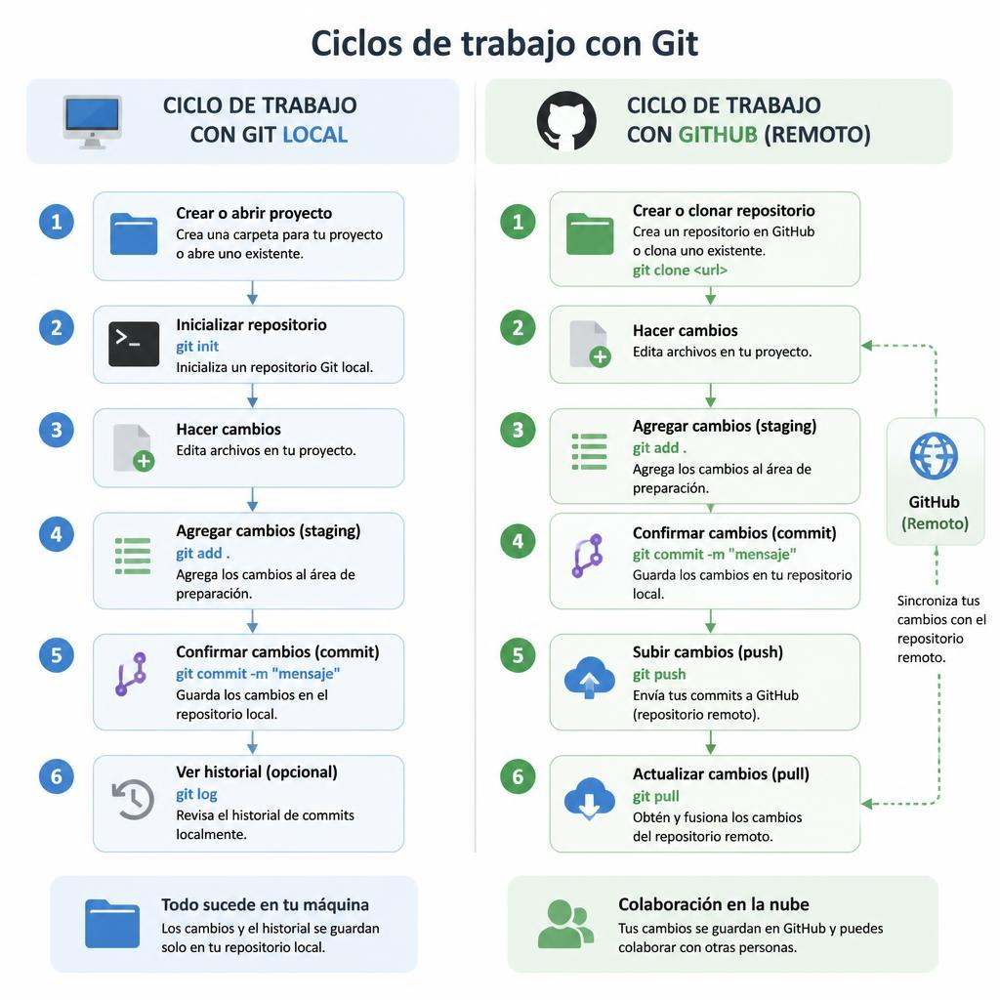 Ciclos de trabajo con Git
CICLO DE TRABAJO
CON GIT LOCAL
1
Crear o abrir proyecto
Crea una carpeta para tu proyecto
o abre uno existente.
2
>_
Inicializar repositorio
git init
Inicializa un repositorio Git local.
3
Hacer cambios
Edita archivos en tu proyecto.
4
Agregar cambios (staging)
git add .
Agrega los cambios al área de
preparación.
5
Confirmar cambios (commit)
git commit -m "mensaje"
Guarda los cambios en el
repositorio local.
6
Ver historial (opcional)
git log
Revisa el historial de commits
localmente.
Todo sucede en tu máquina
Los cambios y el historial se guardan
solo en tu repositorio local.
CICLO DE TRABAJO
CON GITHUB (REMOTO)
1
Crear o clonar repositorio
Crea un repositorio en GitHub
o clona uno existente.
git clone <url>
2
Hacer cambios
Edita archivos en tu proyecto.
3
Agregar cambios (staging)
git add .
Agrega los cambios al área de
preparación.
4
Confirmar cambios (commit)
git commit -m "mensaje"
Guarda los cambios en tu repositorio
local.
5
Subir cambios (push)
git push
Envía tus commits a GitHub
(repositorio remoto).
6
Actualizar cambios (pull)
git pull
Obtén y fusiona los cambios
del repositorio remoto.
GitHub
(Remoto)
Sincroniza tus
cambios con el
repositorio
remoto.
Colaboración en la nube
Tus cambios se guardan en GitHub y puedes
colaborar con otras personas.